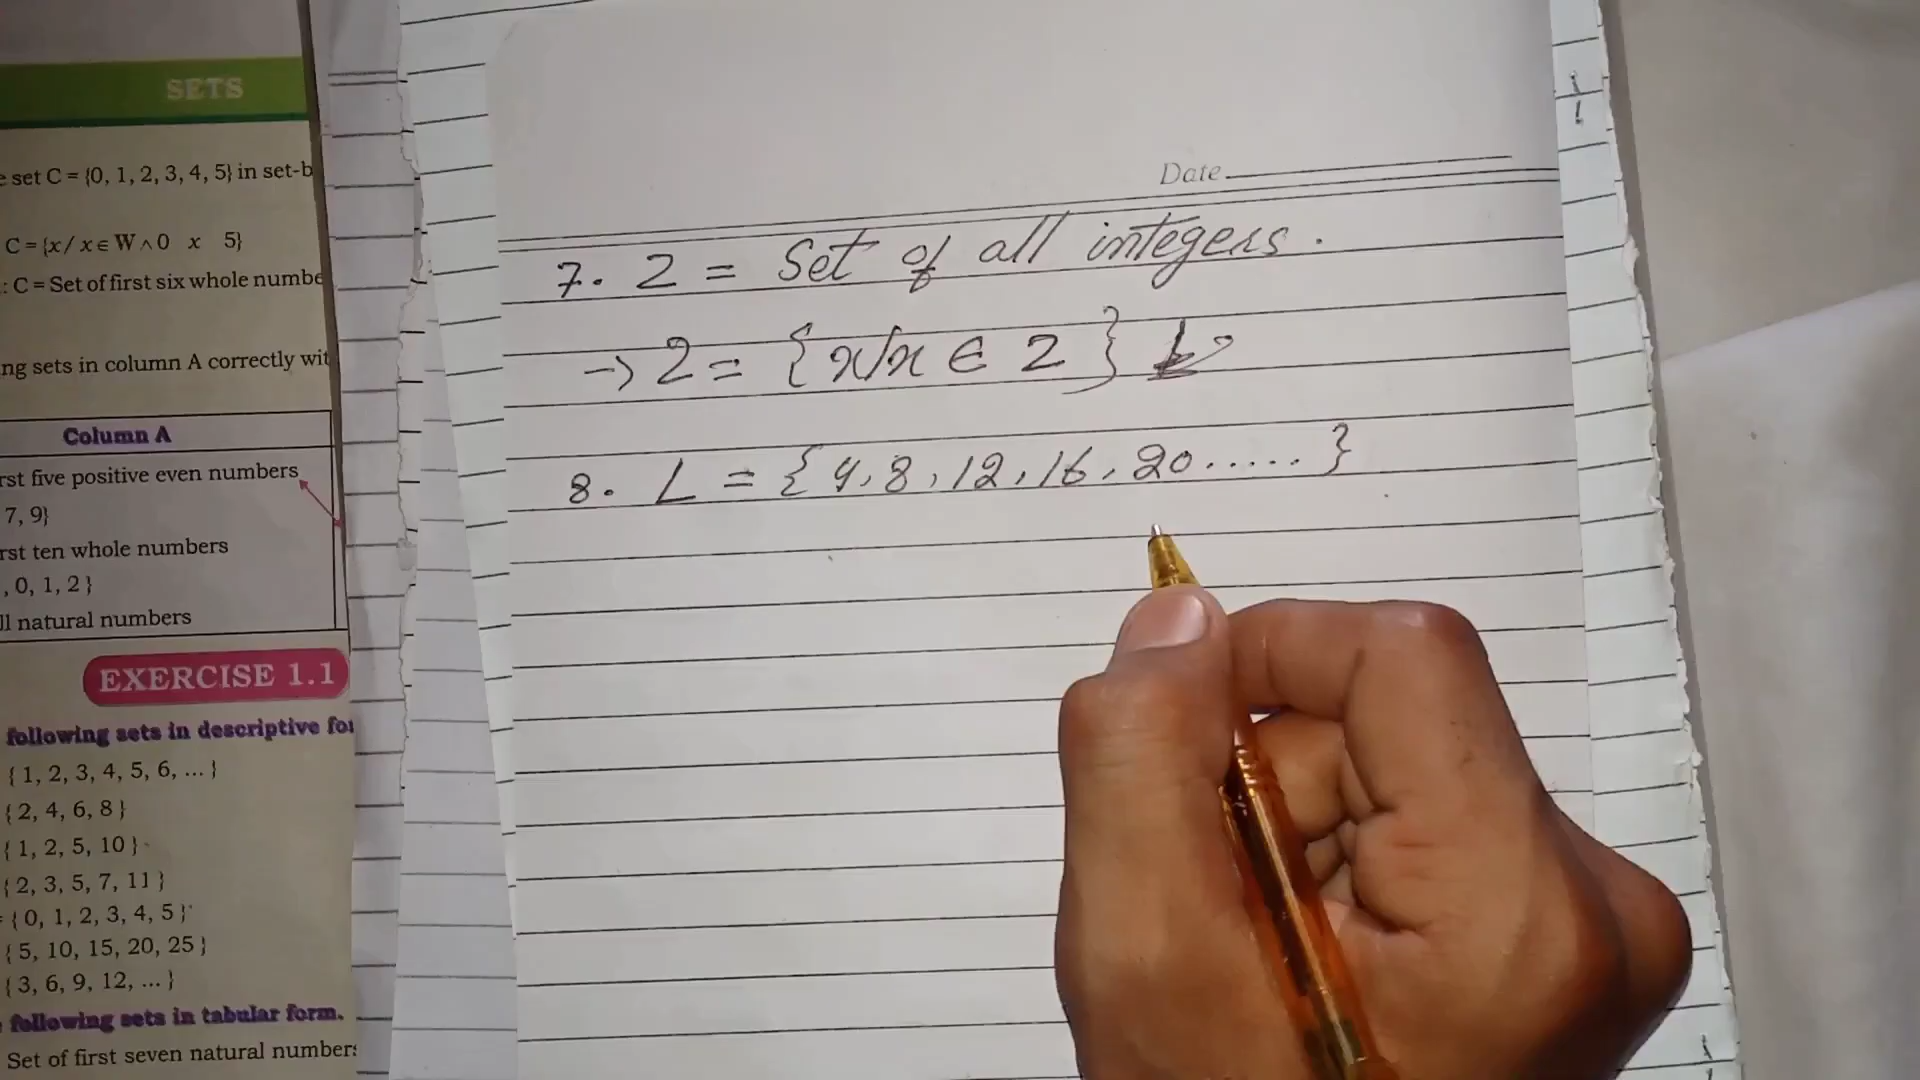 SETS
e set C = {0, 1, 2, 3, 4, 5} in set-b
C = {x / x ∈ W ∧ 0 x 5}
: C = Set of first six whole numbe
ng sets in column A correctly wit
Column A
rst five positive even numbers
7, 9}
rst ten whole numbers
, 0, 1, 2 }
ll natural numbers
EXERCISE 1.1
following sets in descriptive for
{ 1, 2, 3, 4, 5, 6, ... }
{ 2, 4, 6, 8 }
{ 1, 2, 5, 10 }
{ 2, 3, 5, 7, 11 }
= { 0, 1, 2, 3, 4, 5 }
{ 5, 10, 15, 20, 25 }
{ 3, 6, 9, 12, ... }
following sets in tabular form.
Set of first seven natural numbers
Date
7. Z = Set of all integers.
→ Z = { x/x ∈ Z }
8. L = { 4, 8, 12, 16, 20 ..... }